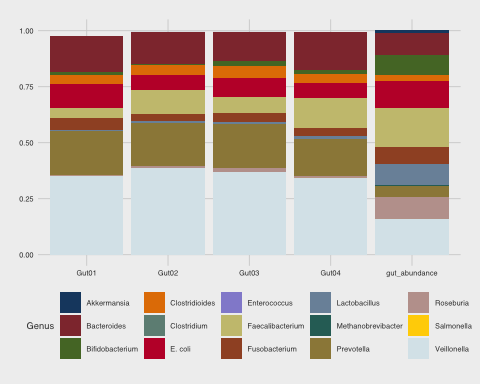 1.00
0.75
0.50
0.25
0.00
Gut01 Gut02 Gut03 Gut04 gut_abundance
Genus
Akkermansia Clostridioides Enterococcus Lactobacillus Roseburia
Bacteroides Clostridium Faecalibacterium Methanobrevibacter Salmonella
Bifidobacterium E. coli Fusobacterium Prevotella Veillonella